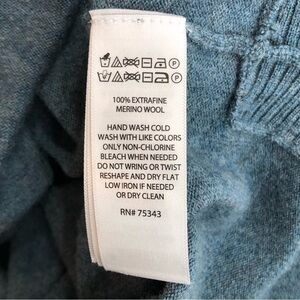 100% EXTRAFINE
MERINO WOOL
HAND WASH COLD
WASH WITH LIKE COLORS
ONLY NON-CHLORINE
BLEACH WHEN NEEDED
DO NOT WRING OR TWIST
RESHAPE AND DRY FLAT
LOW IRON IF NEEDED
OR DRY CLEAN
RN# 75343